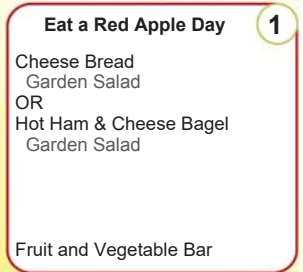 Eat a Red Apple Day 1
Cheese Bread
Garden Salad
OR
Hot Ham & Cheese Bagel
Garden Salad
Fruit and Vegetable Bar